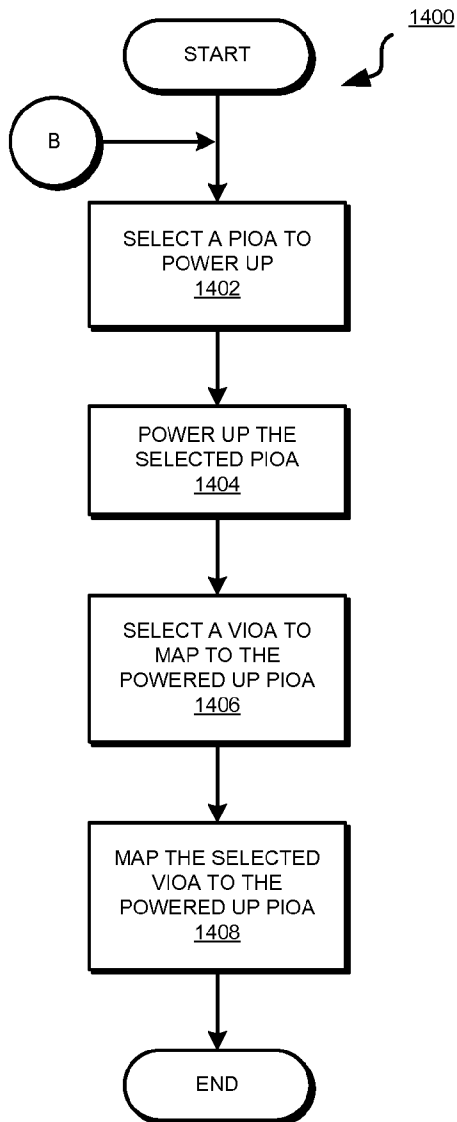 1400
START
B
SELECT A PIOA TO
POWER UP
1402
POWER UP THE
SELECTED PIOA
1404
SELECT A VIOA TO
MAP TO THE
POWERED UP PIOA
1406
MAP THE SELECTED
VIOA TO THE
POWERED UP PIOA
1408
END